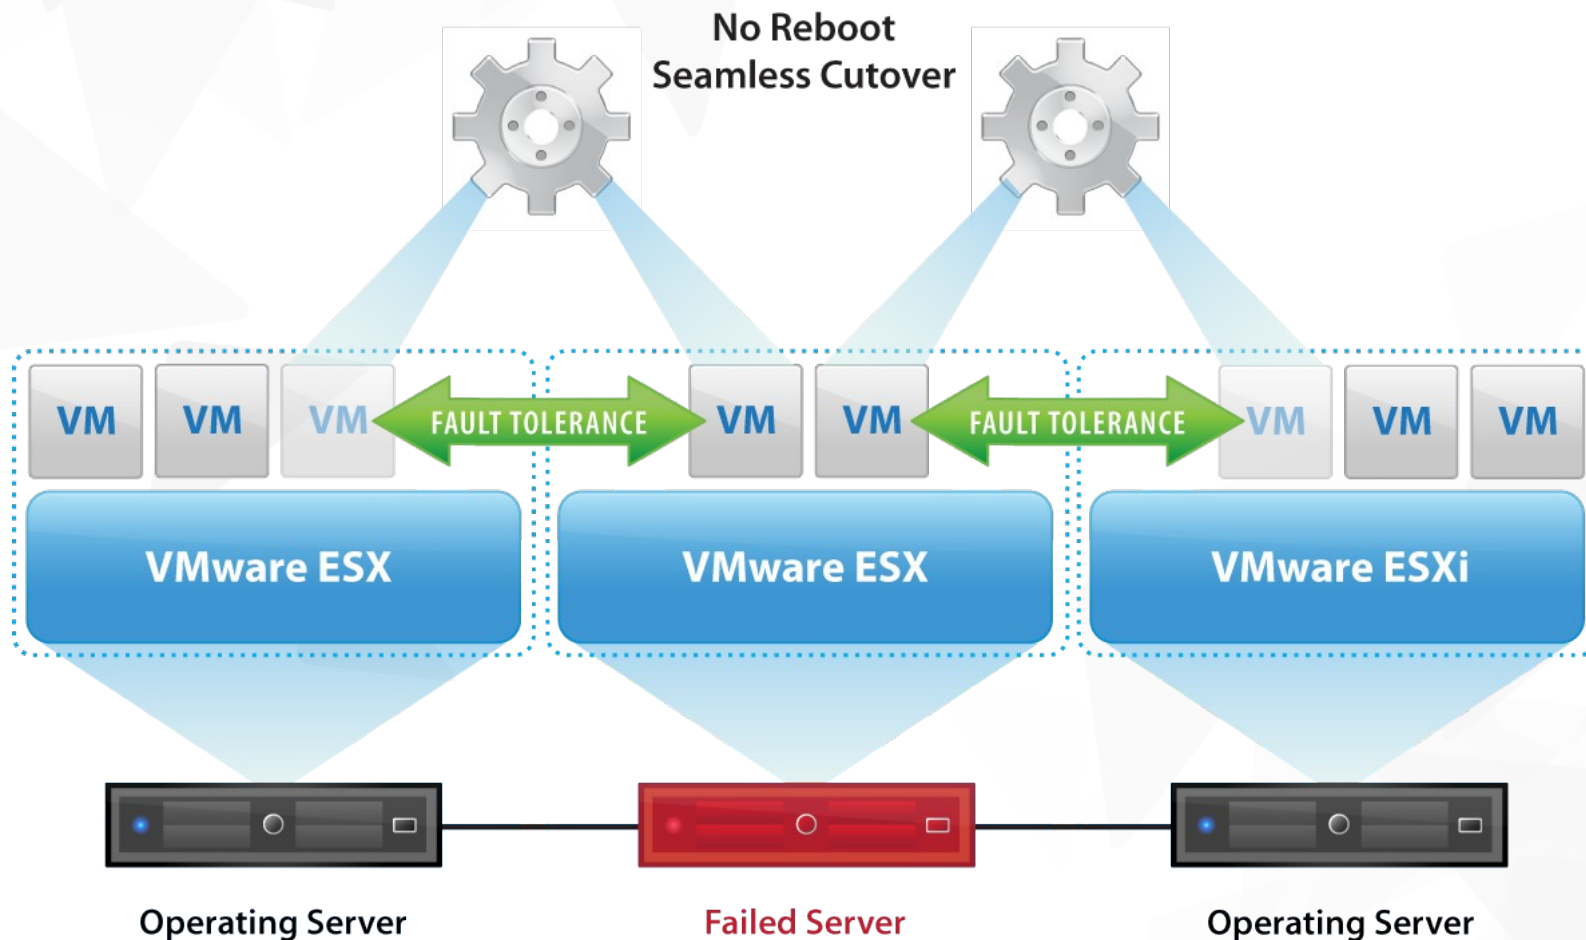 No Reboot
Seamless Cutover
VM VM VM FAULT TOLERANCE VM VM FAULT TOLERANCE VM VM VM
VMware ESX VMware ESX VMware ESXi
Operating Server Failed Server Operating Server